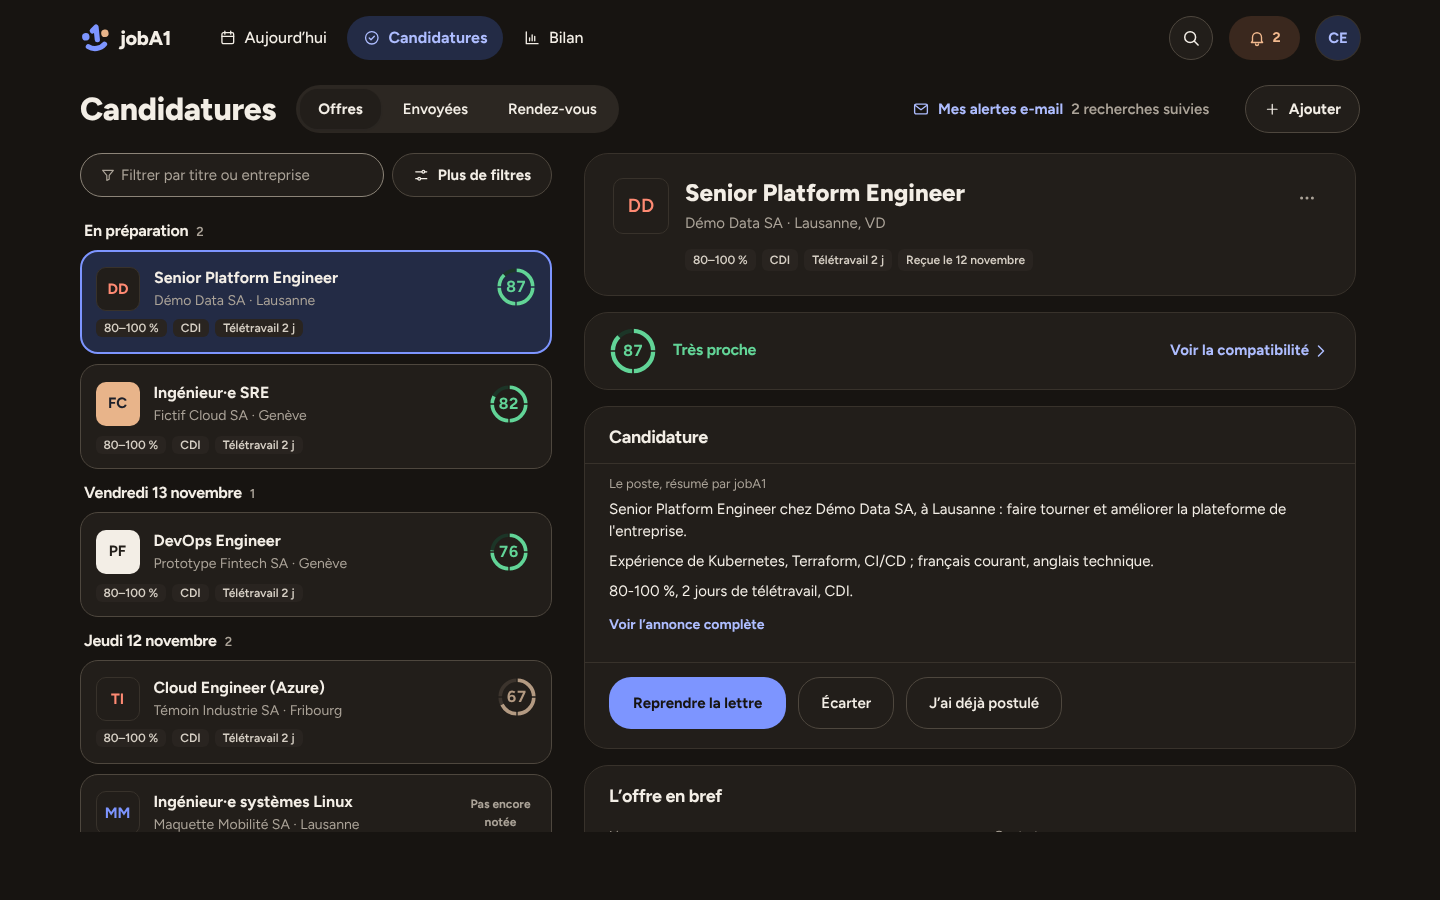 jobA1
Aujourd’hui
Candidatures
Bilan
2
CE
Candidatures
Offres
Envoyées
Rendez-vous
Mes alertes e-mail 2 recherches suivies
Ajouter
Filtrer par titre ou entreprise
Plus de filtres
En préparation 2
DD
Senior Platform Engineer
Démo Data SA · Lausanne
87
80–100 %
CDI
Télétravail 2 j
FC
Ingénieur·e SRE
Fictif Cloud SA · Genève
82
80–100 %
CDI
Télétravail 2 j
Vendredi 13 novembre 1
PF
DevOps Engineer
Prototype Fintech SA · Genève
76
80–100 %
CDI
Télétravail 2 j
Jeudi 12 novembre 2
TI
Cloud Engineer (Azure)
Témoin Industrie SA · Fribourg
67
80–100 %
CDI
Télétravail 2 j
MM
Ingénieur·e systèmes Linux
Maquette Mobilité SA · Lausanne
Pas encore
notée
DD
Senior Platform Engineer
Démo Data SA · Lausanne, VD
80–100 %
CDI
Télétravail 2 j
Reçue le 12 novembre
87
Très proche
Voir la compatibilité
Candidature
Le poste, résumé par jobA1
Senior Platform Engineer chez Démo Data SA, à Lausanne : faire tourner et améliorer la plateforme de
l'entreprise.
Expérience de Kubernetes, Terraform, CI/CD ; français courant, anglais technique.
80-100 %, 2 jours de télétravail, CDI.
Voir l’annonce complète
Reprendre la lettre
Écarter
J’ai déjà postulé
L’offre en bref